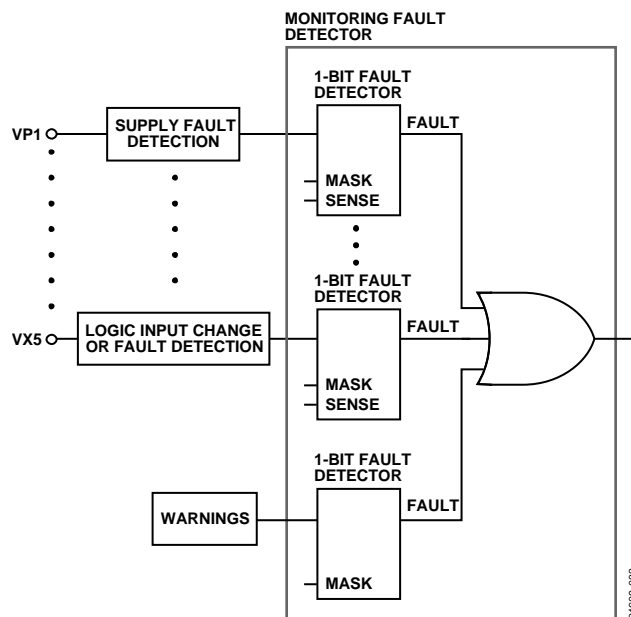 MONITORING FAULT
DETECTOR
1-BIT FAULT
DETECTOR
VP1
SUPPLY FAULT
DETECTION
FAULT
MASK
SENSE
1-BIT FAULT
DETECTOR
VX5
LOGIC INPUT CHANGE
OR FAULT DETECTION
FAULT
MASK
SENSE
1-BIT FAULT
DETECTOR
WARNINGS
FAULT
MASK